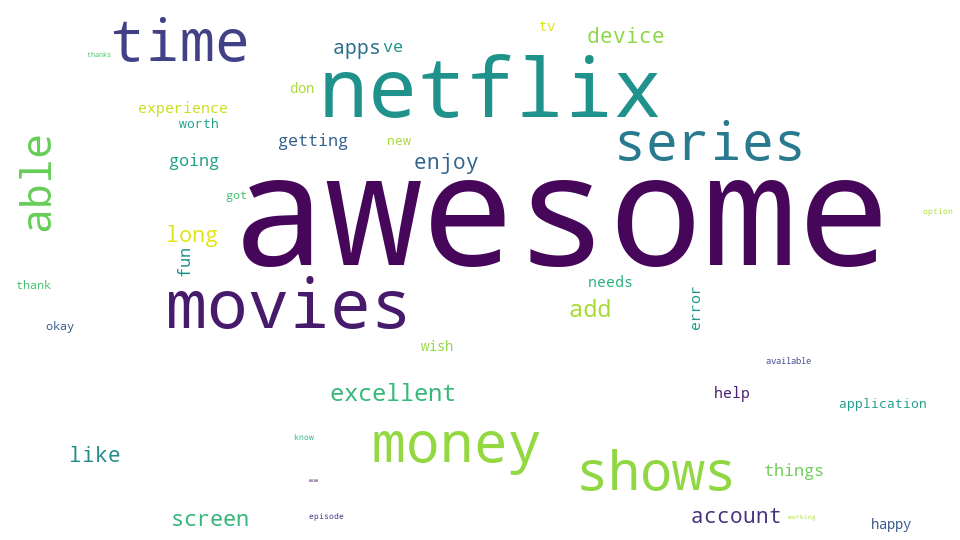 time
thanks
apps
ve
tv
device
netflix
don
experience
worth
getting
new
series
able
going
enjoy
got
awesome
option
long
fun
thank
movies
needs
add
error
okay
wish
available
excellent
help
application
know
money
like
shows
things
wow
screen
episode
account
working
happy